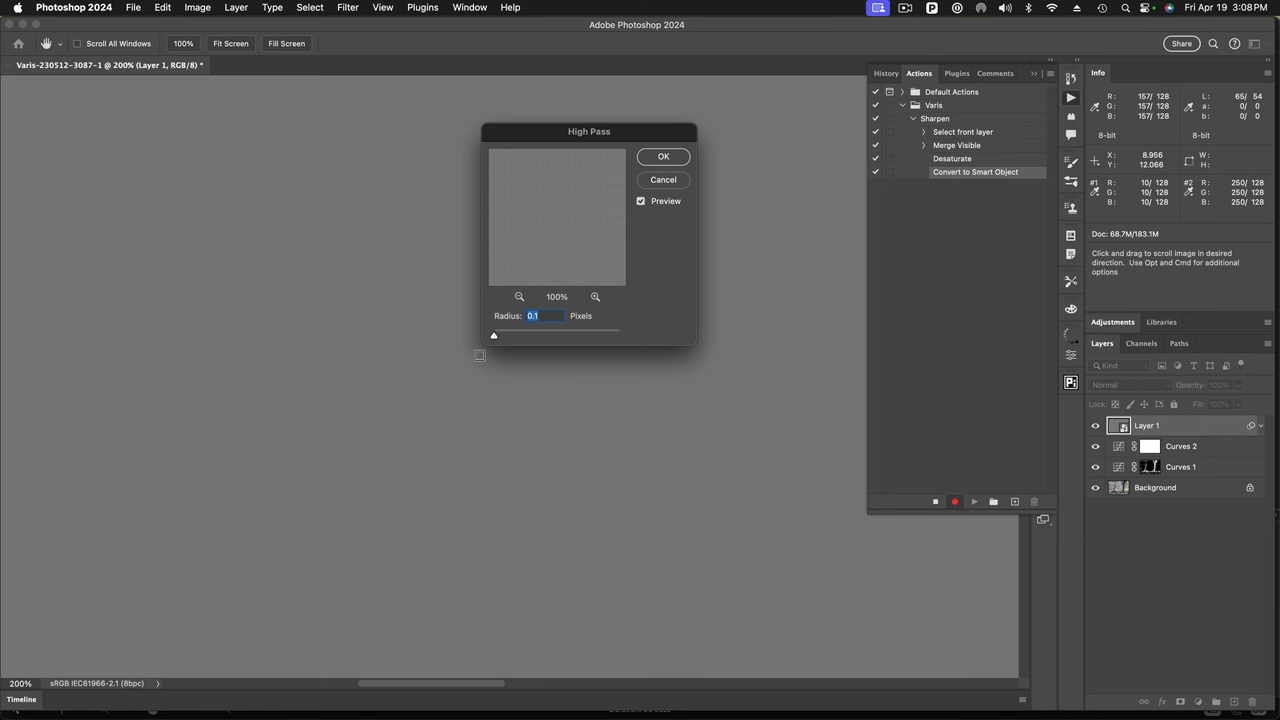 Photoshop 2024 File Edit Image Layer Type Select Filter View Plugins Window Help Fri Apr 19 3:08 PM
Adobe Photoshop 2024
Scroll All Windows 100% Fit Screen Fill Screen Share
Varis-230512-3087-1 @ 200% (Layer 1, RGB/8) *
History Actions Plugins Comments
Default Actions
Varis
Sharpen
Select front layer
Merge Visible
Desaturate
Convert to Smart Object
High Pass
OK
Cancel
Preview
100%
Radius: 0.1 Pixels
Info
R: 157/ 128 L: 65/ 54
G: 157/ 128 a: 0/ 0
B: 157/ 128 b: 0/ 0
8-bit 8-bit
X: 8.956 W:
Y: 12.066 H:
#1 R: 10/ 128 #2 R: 250/ 128
G: 10/ 128 G: 250/ 128
B: 10/ 128 B: 250/ 128
Doc: 68.7M/183.1M
Click and drag to scroll image in desired
direction. Use Opt and Cmd for additional
options
Adjustments Libraries
Layers Channels Paths
Kind
Normal Opacity: 100%
Lock: Fill: 100%
Layer 1
Curves 2
Curves 1
Background
200% sRGB IEC61966-2.1 (8bpc)
Timeline